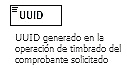 UUID
UUID generado en la
operación de timbrado del
comprobante solicitado